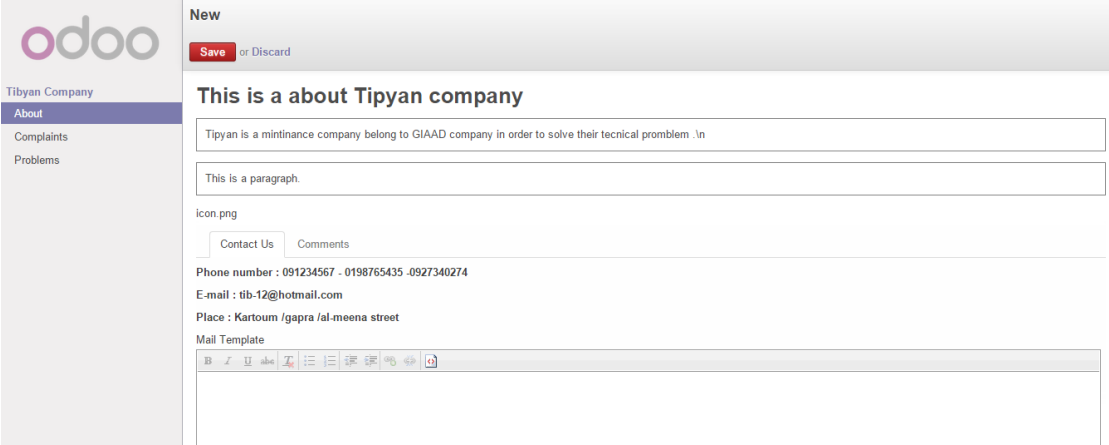 odoo
New
Save or Discard
Tibyan Company
About
Complaints
Problems
This is a about Tipyan company
Tipyan is a mintinance company belong to GIAAD company in order to solve their tecnical promblem .\n
This is a paragraph.
icon.png
Contact Us Comments
Phone number : 091234567 - 0198765435 -0927340274
E-mail : tib-12@hotmail.com
Place : Kartoum /gapra /al-meena street
Mail Template
B I U abc T